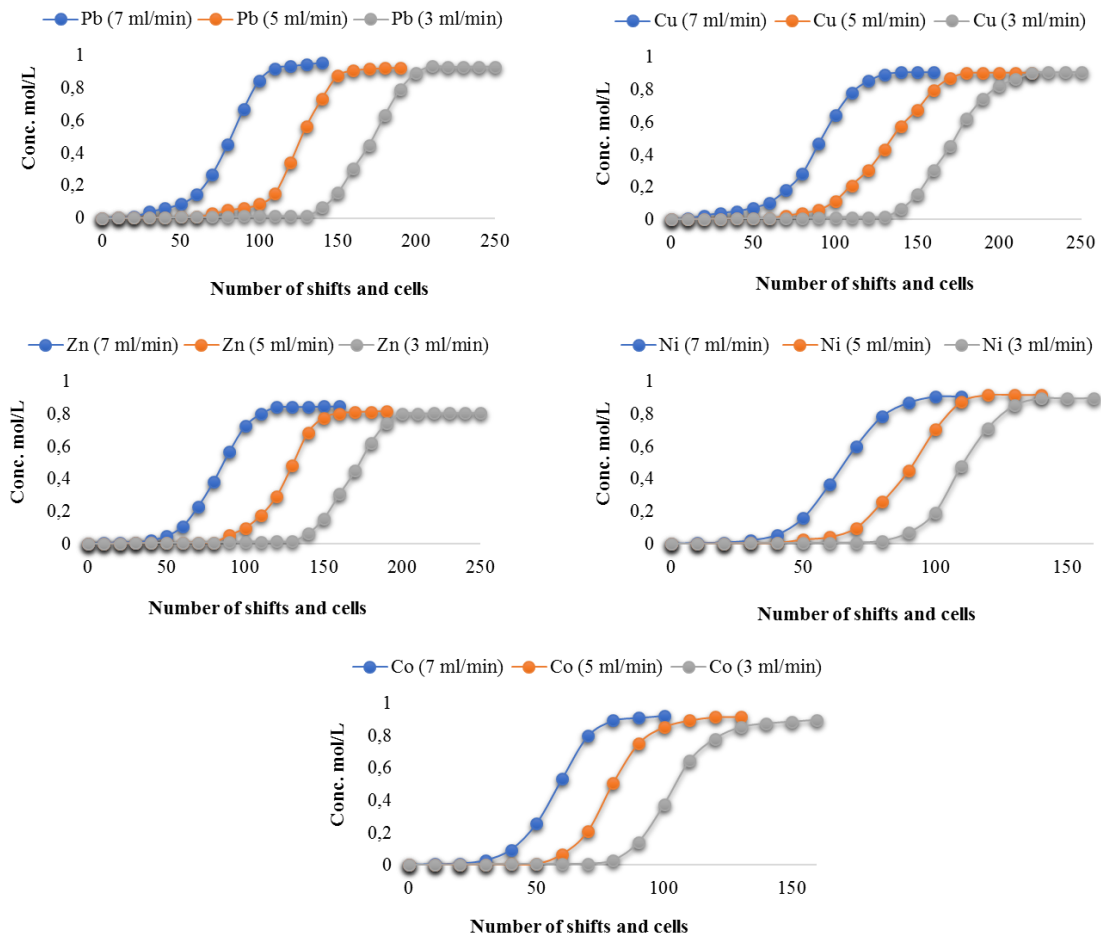 Pb (7 ml/min) Pb (5 ml/min) Pb (3 ml/min)
Conc. mol/L
1
0,8
0,6
0,4
0,2
0
0 50 100 150 200 250
Number of shifts and cells
Cu (7 ml/min) Cu (5 ml/min) Cu (3 ml/min)
Conc. mol/L
1
0,8
0,6
0,4
0,2
0
0 50 100 150 200 250
Number of shifts and cells
Zn (7 ml/min) Zn (5 ml/min) Zn (3 ml/min)
Conc. mol/L
1
0,8
0,6
0,4
0,2
0
0 50 100 150 200 250
Number of shifts and cells
Ni (7 ml/min) Ni (5 ml/min) Ni (3 ml/min)
Conc. mol/L
1
0,8
0,6
0,4
0,2
0
0 50 100 150
Number of shifts and cells
Co (7 ml/min) Co (5 ml/min) Co (3 ml/min)
Conc. mol/L
1
0,8
0,6
0,4
0,2
0
0 50 100 150
Number of shifts and cells